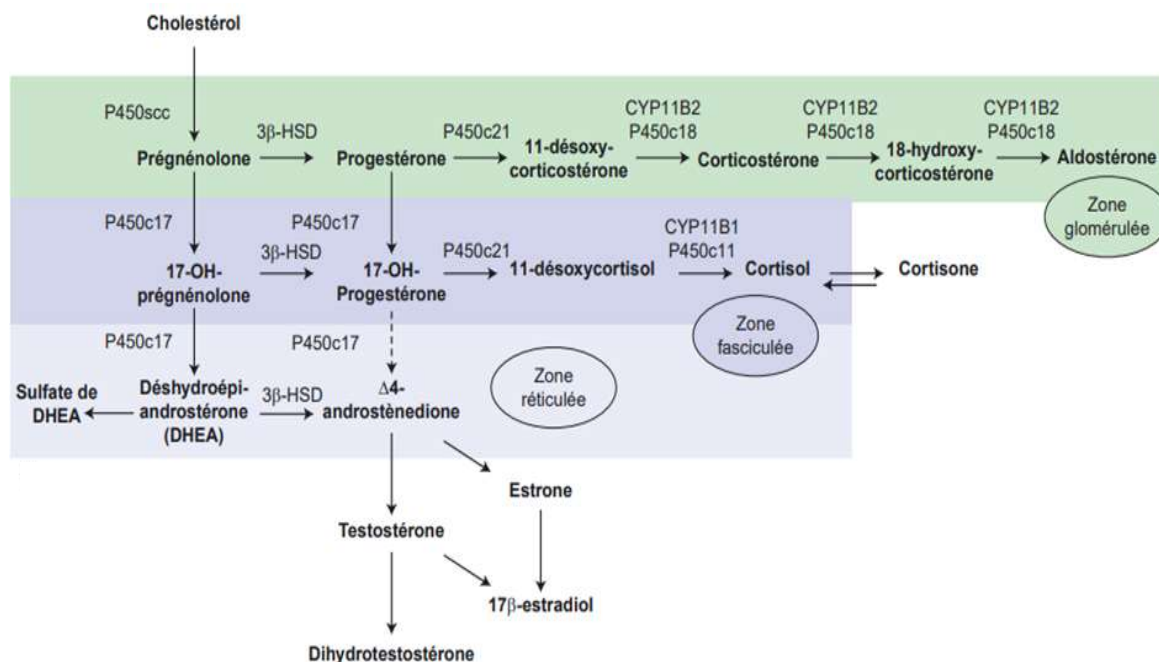 Cholestérol
P450scc
3β-HSD
P450c21
CYP11B2
P450c18
CYP11B2
P450c18
CYP11B2
P450c18
Prégnénolone
Progestérone
11-désoxy-
corticostérone
Corticostérone
18-hydroxy-
corticostérone
Aldostérone
Zone
glomérulée
P450c17
P450c17
3β-HSD
P450c21
CYP11B1
P450c11
17-OH-
prégnénolone
17-OH-
Progestérone
11-désoxycortisol
Cortisol
Cortisone
Zone
fasciculée
P450c17
P450c17
Zone
réticulée
Sulfate de
DHEA
Déshydroépi-
androstérone
(DHEA)
3β-HSD
Δ4-
androstènedione
Estrone
Testostérone
17β-estradiol
Dihydrotestostérone